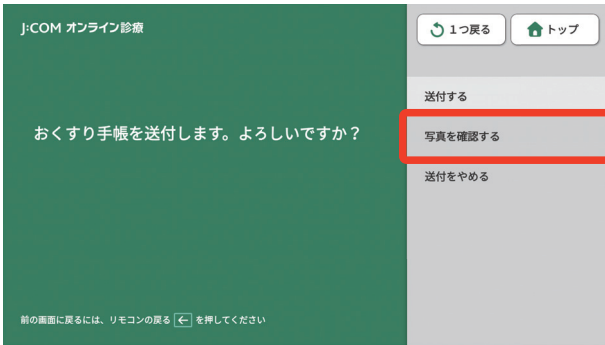 J:COM オンライン診療
1つ戻る
トップ
おくすり手帳を送付します。よろしいですか？
送付する
写真を確認する
送付をやめる
前の画面に戻るには、リモコンの戻る ← を押してください